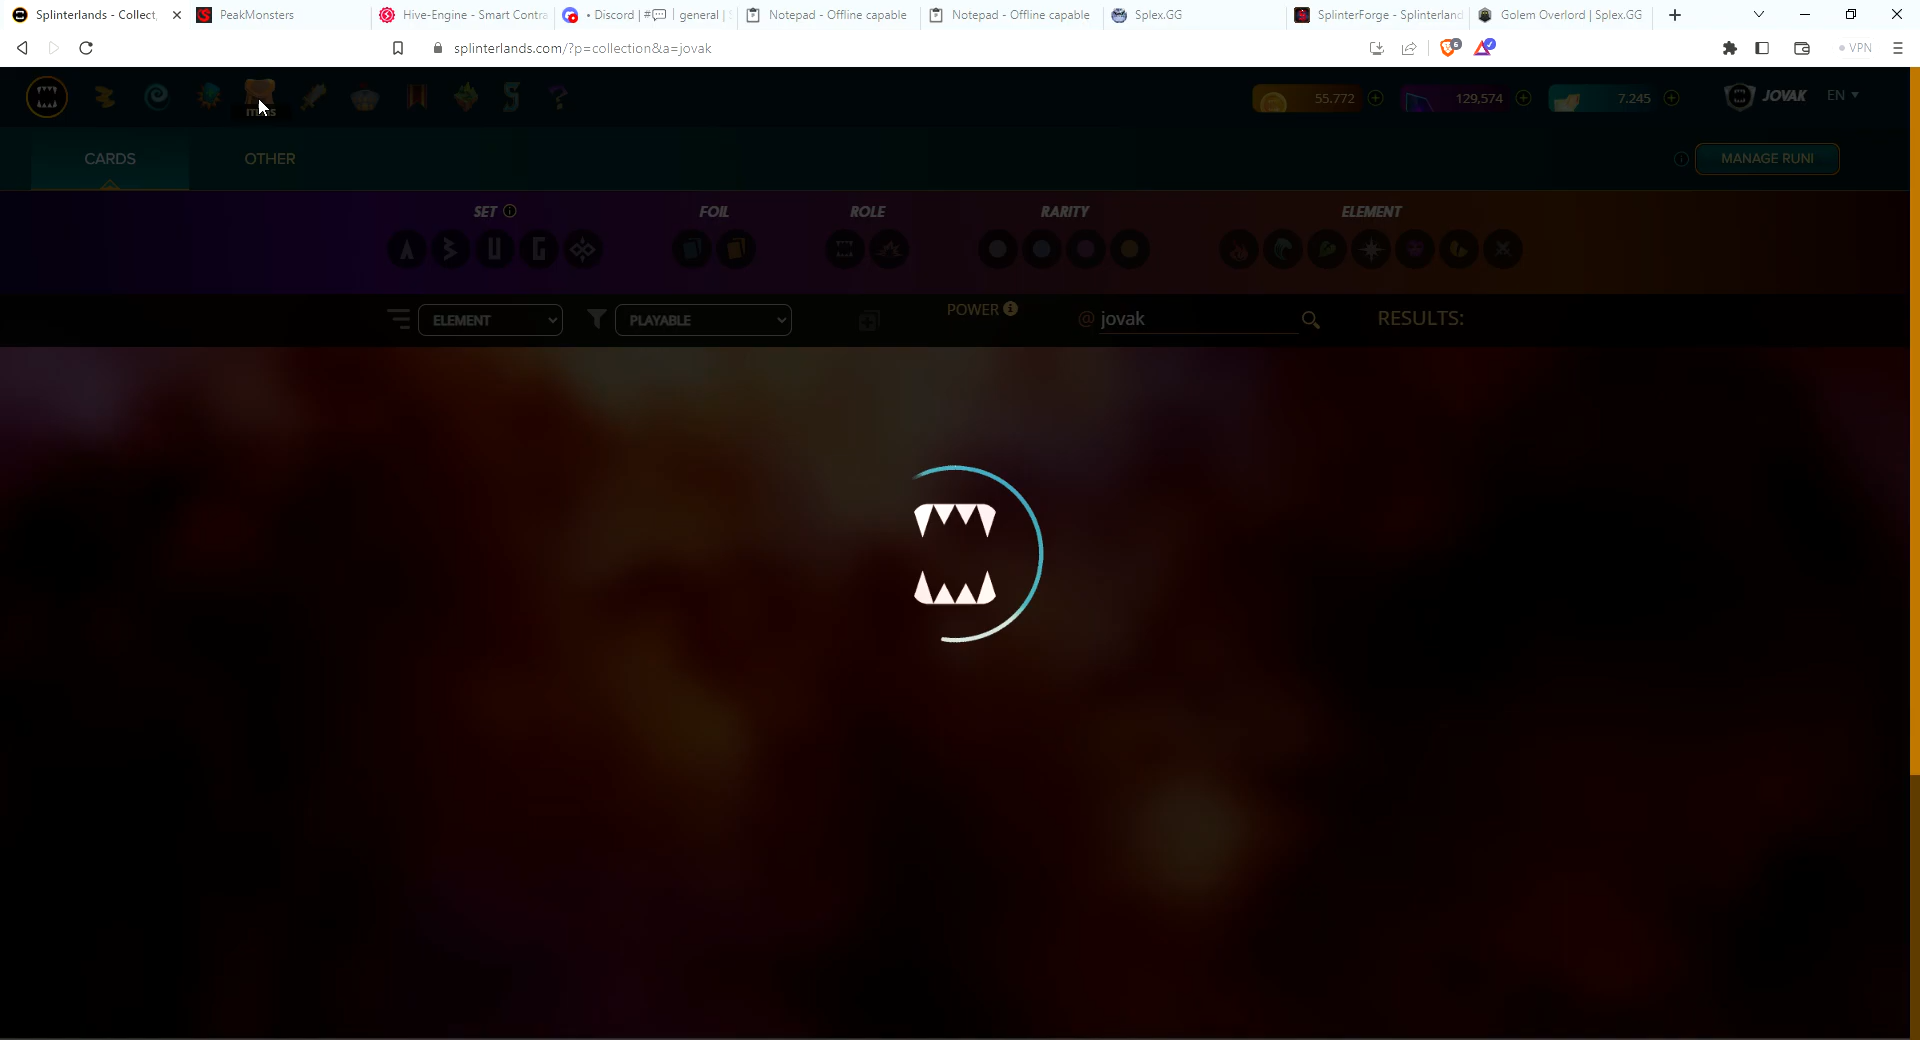 Splinterlands - Collect
PeakMonsters
Hive-Engine - Smart Contra
• Discord | # | general |
Notepad - Offline capable
Notepad - Offline capable
Splex.GG
SplinterForge - Splinterland
Golem Overlord | Splex.GG
splinterlands.com/?p=collection&a=jovak
6
VPN
55.772
129,574
7.245
JOVAK
EN
CARDS
OTHER
MANAGE RUNI
SET
FOIL
ROLE
RARITY
ELEMENT
ELEMENT
PLAYABLE
POWER
@ jovak
RESULTS: